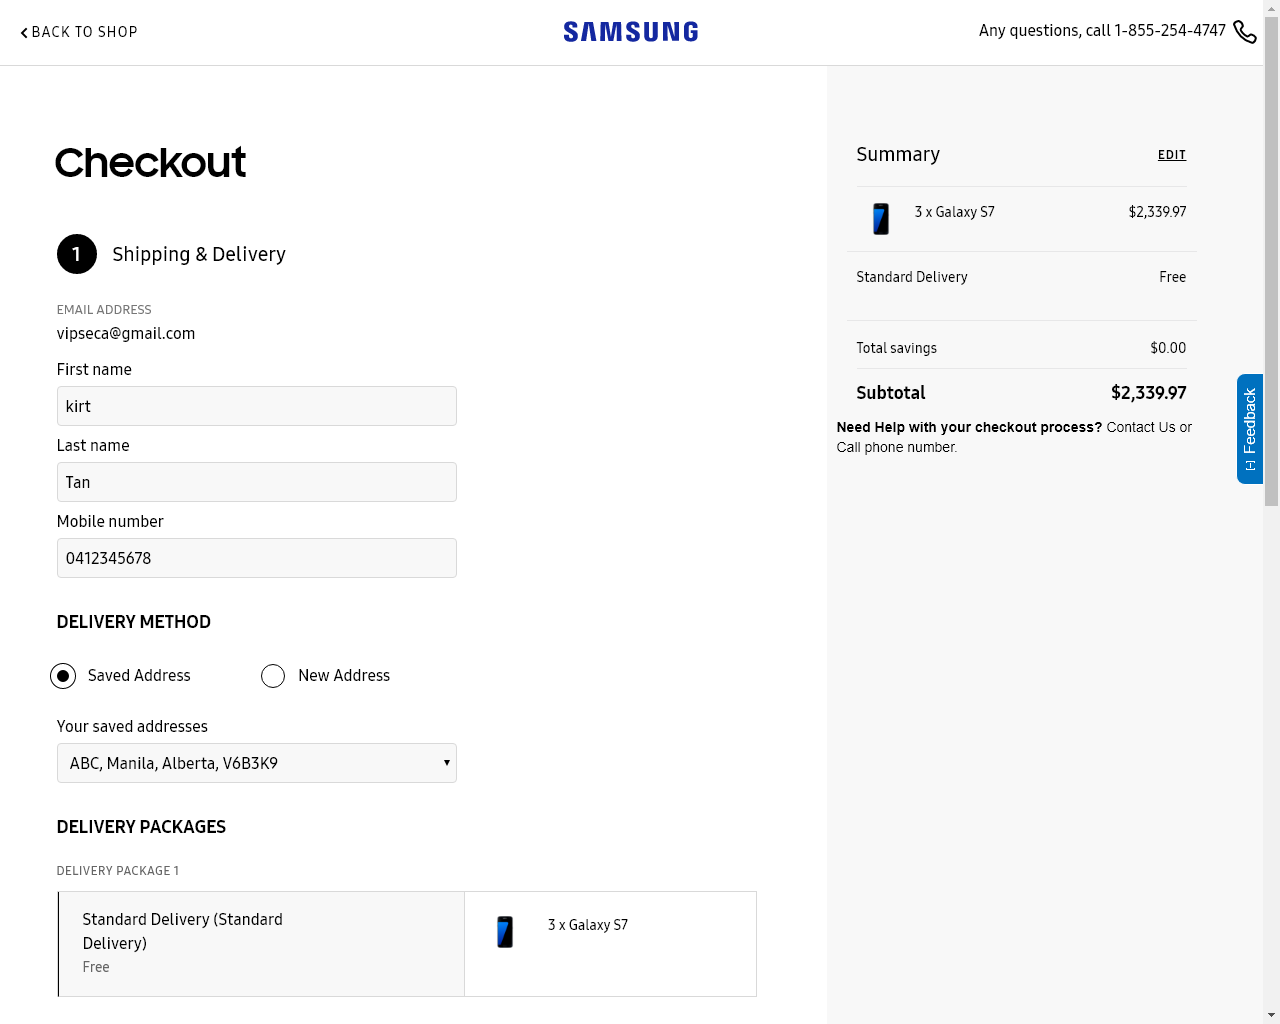 BACK TO SHOP
SAMSUNG
Any questions, call 1-855-254-4747
Checkout
1 Shipping & Delivery
EMAIL ADDRESS
vipseca@gmail.com
First name
kirt
Last name
Tan
Mobile number
0412345678
DELIVERY METHOD
Saved Address New Address
Your saved addresses
ABC, Manila, Alberta, V6B3K9
DELIVERY PACKAGES
DELIVERY PACKAGE 1
Standard Delivery (Standard
Delivery)
Free
3 x Galaxy S7
Summary EDIT
3 x Galaxy S7 $2,339.97
Standard Delivery Free
Total savings $0.00
Subtotal $2,339.97
Need Help with your checkout process? Contact Us or
Call phone number.
[-] Feedback